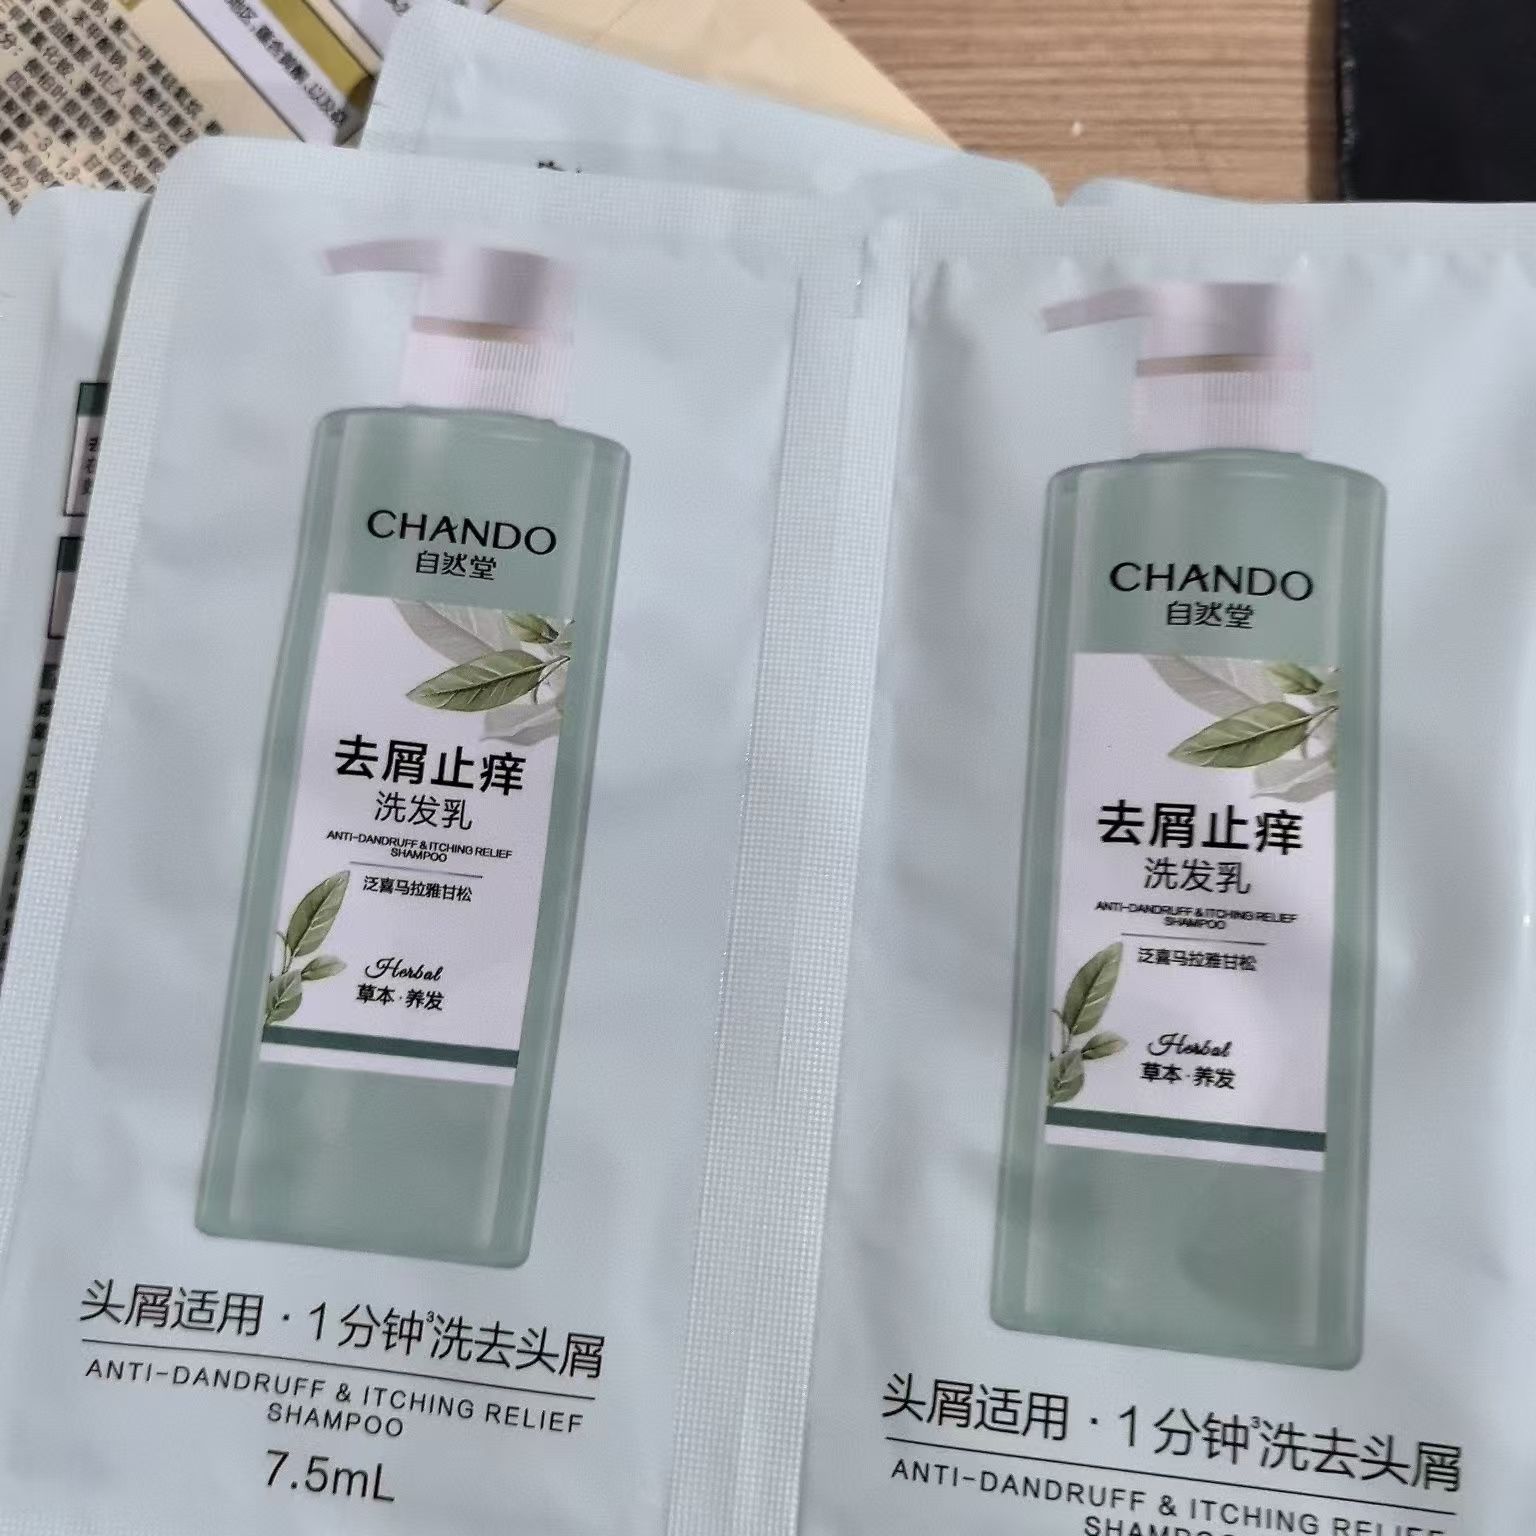 CHANDO
自然堂
去屑止痒
洗发乳
ANTI-DANDRUFF & ITCHING RELIEF
SHAMPOO
泛喜马拉雅甘松
Herbal
草本·养发
头屑适用·1分钟³洗去头屑
ANTI-DANDRUFF & ITCHING RELIEF
SHAMPOO
7.5mL
CHANDO
自然堂
去屑止痒
洗发乳
ANTI-DANDRUFF & ITCHING RELIEF
SHAMPOO
泛喜马拉雅甘松
Herbal
草本·养发
头屑适用·1分钟³洗去头屑
ANTI-DANDRUFF & ITCHING RELIEF
SHAMPOO